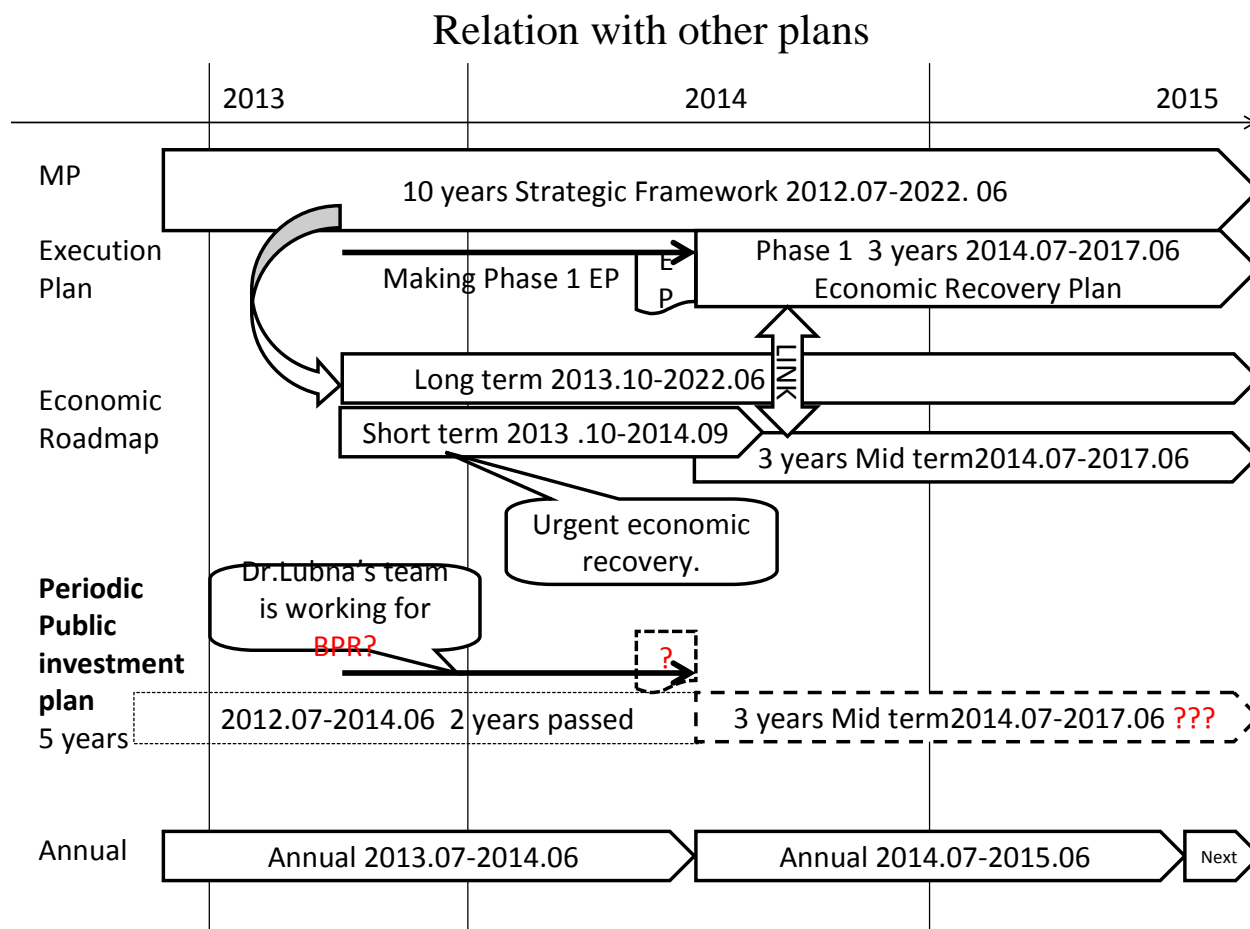 Relation with other plans
2013
2014
2015
MP
10 years Strategic Framework 2012.07-2022. 06
Execution
Plan
Making Phase 1 EP
E
P
Phase 1  3 years 2014.07-2017.06
Economic Recovery Plan
LINK
Economic
Roadmap
Long term 2013.10-2022.06
Short term 2013 .10-2014.09
3 years Mid term2014.07-2017.06
Urgent economic
recovery.
Periodic
Public
investment
plan
5 years
Dr.Lubna's team
is working for
BPR?
?
2012.07-2014.06  2 years passed
3 years Mid term2014.07-2017.06 ???
Annual
Annual 2013.07-2014.06
Annual 2014.07-2015.06
Next